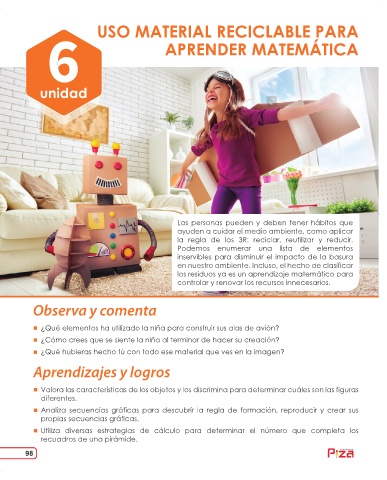 USO MATERIAL RECICLABLE PARA
APRENDER MATEMÁTICA
6
unidad
Las personas pueden y deben tener hábitos que
ayuden a cuidar el medio ambiente, como aplicar
la regla de las 3R: reciclar, reutilizar y reducir.
Podemos enumerar una lista de elementos
inservibles para disminuir el impacto de la basura
en nuestro ambiente. Incluso, el hecho de clasificar
los residuos ya es un aprendizaje matemático para
controlar y renovar los recursos innecesarios.
Observa y comenta
¿Qué elementos ha utilizado la niña para construir sus alas de avión?
¿Cómo crees que se siente la niña al terminar de hacer su creación?
¿Qué hubieras hecho tú con todo ese material que ves en la imagen?
Aprendizajes y logros
Valora las características de los objetos y los discrimina para determinar cuáles son las figuras
diferentes.
Analiza secuencias gráficas para descubrir la regla de formación, reproducir y crear sus
propias secuencias gráficas.
Utiliza diversas estrategias de cálculo para determinar el número que completa los
recuadros de una pirámide.
98
Piza